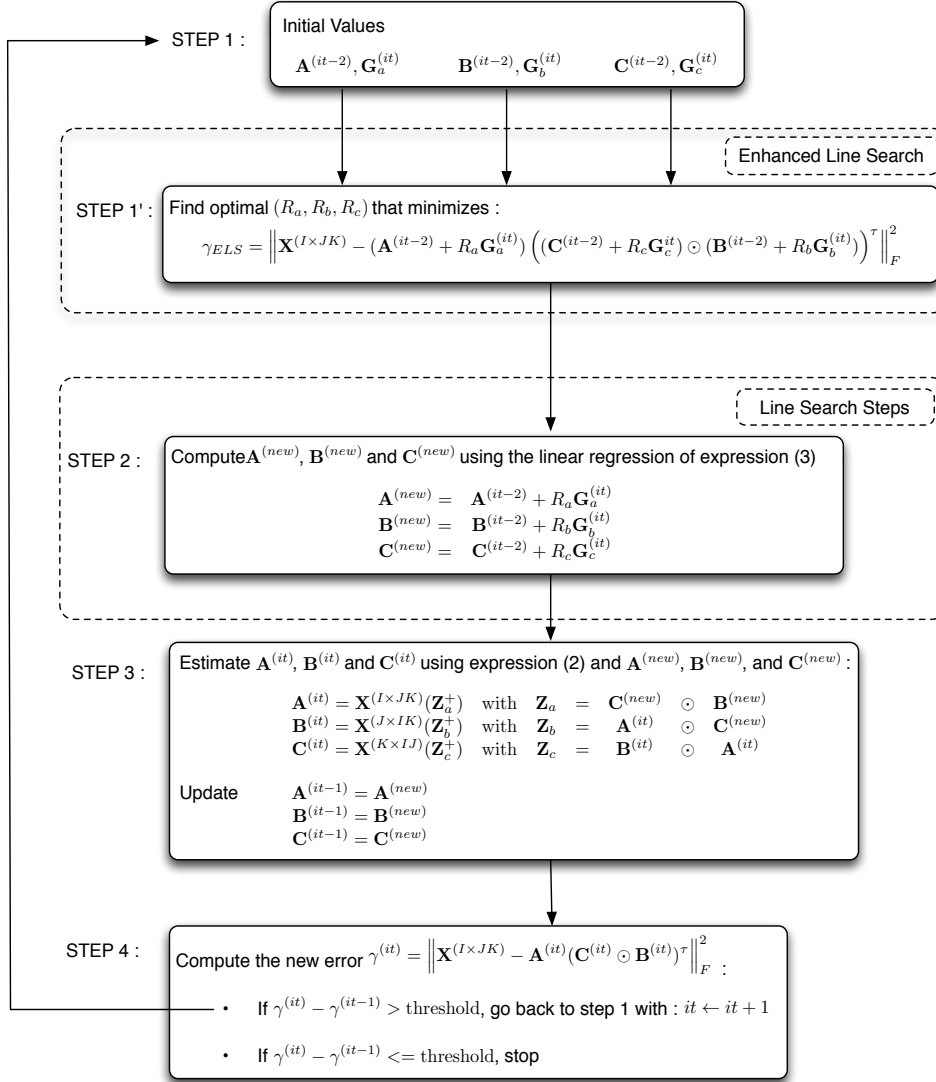 STEP 1 :
Initial Values
A^{(it-2)}, G_a^{(it)} B^{(it-2)}, G_b^{(it)} C^{(it-2)}, G_c^{(it)}
Enhanced Line Search
STEP 1' :
Find optimal (R_a, R_b, R_c) that minimizes :
γ_{ELS} = ‖X^{(I×JK)} − (A^{(it-2)} + R_a G_a^{(it)}) ((C^{(it-2)} + R_c G_c^{it}) ⊙ (B^{(it-2)} + R_b G_b^{(it)}))^τ‖_F^2
Line Search Steps
STEP 2 :
Compute A^{(new)}, B^{(new)} and C^{(new)} using the linear regression of expression (3)
A^{(new)} = A^{(it-2)} + R_a G_a^{(it)}
B^{(new)} = B^{(it-2)} + R_b G_b^{(it)}
C^{(new)} = C^{(it-2)} + R_c G_c^{(it)}
STEP 3 :
Estimate A^{(it)}, B^{(it)} and C^{(it)} using expression (2) and A^{(new)}, B^{(new)}, and C^{(new)} :
A^{(it)} = X^{(I×JK)}(Z_a^+) with Z_a = C^{(new)} ⊙ B^{(new)}
B^{(it)} = X^{(J×IK)}(Z_b^+) with Z_b = A^{(it)} ⊙ C^{(new)}
C^{(it)} = X^{(K×IJ)}(Z_c^+) with Z_c = B^{(it)} ⊙ A^{(it)}
Update A^{(it-1)} = A^{(new)}
B^{(it-1)} = B^{(new)}
C^{(it-1)} = C^{(new)}
STEP 4 :
Compute the new error γ^{(it)} = ‖X^{(I×JK)} − A^{(it)}(C^{(it)} ⊙ B^{(it)})^τ‖_F^2 :
• If γ^{(it)} − γ^{(it-1)} > threshold, go back to step 1 with : it ← it + 1
• If γ^{(it)} − γ^{(it-1)} <= threshold, stop